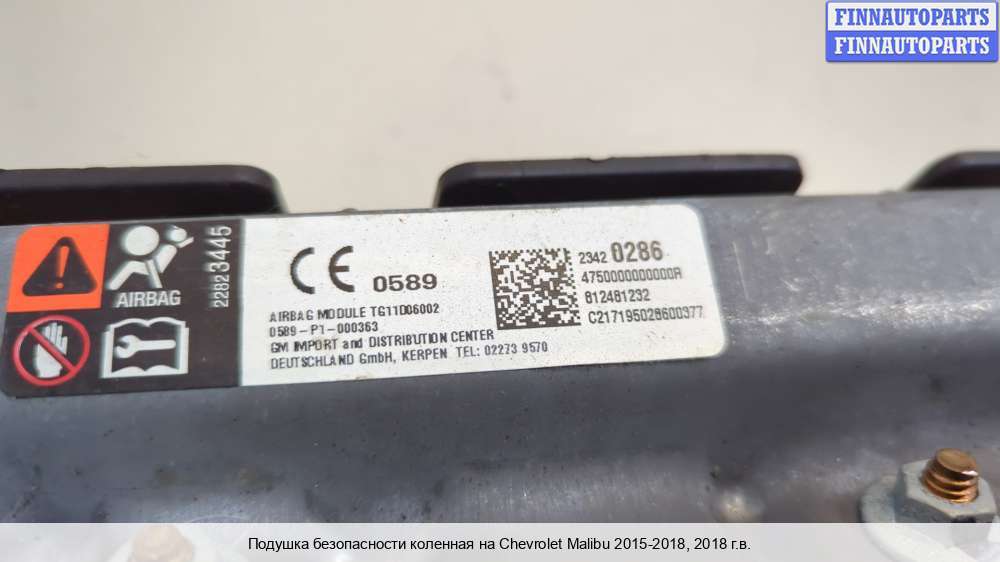 FINNAUTOPARTS
FINNAUTOPARTS
AIRBAG
22823445
CE 0589
AIRBAG MODULE TG11D06002
0589-P1-000363
GM IMPORT and DISTRIBUTION CENTER
DEUTSCHLAND GmbH, KERPEN TEL: 02273 9570
2342 0286
4750000000000R
812481232
C217195028600377
Подушка безопасности коленная на Chevrolet Malibu 2015-2018, 2018 г.в.